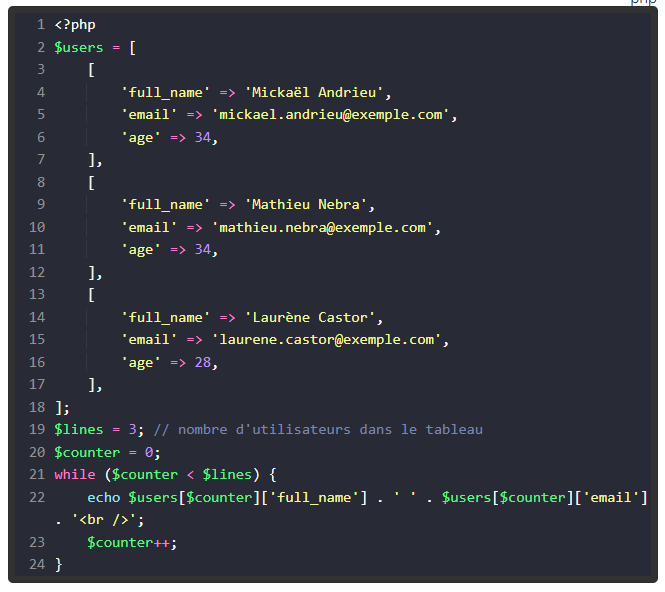 php
1 <?php
2 $users = [
3     [
4         'full_name' => 'Mickaël Andrieu',
5         'email' => 'mickael.andrieu@exemple.com',
6         'age' => 34,
7     ],
8     [
9         'full_name' => 'Mathieu Nebra',
10         'email' => 'mathieu.nebra@exemple.com',
11         'age' => 34,
12     ],
13     [
14         'full_name' => 'Laurène Castor',
15         'email' => 'laurene.castor@exemple.com',
16         'age' => 28,
17     ],
18 ];
19 $lines = 3; // nombre d'utilisateurs dans le tableau
20 $counter = 0;
21 while ($counter < $lines) {
22     echo $users[$counter]['full_name'] . ' ' . $users[$counter]['email']
. '<br />';
23     $counter++;
24 }